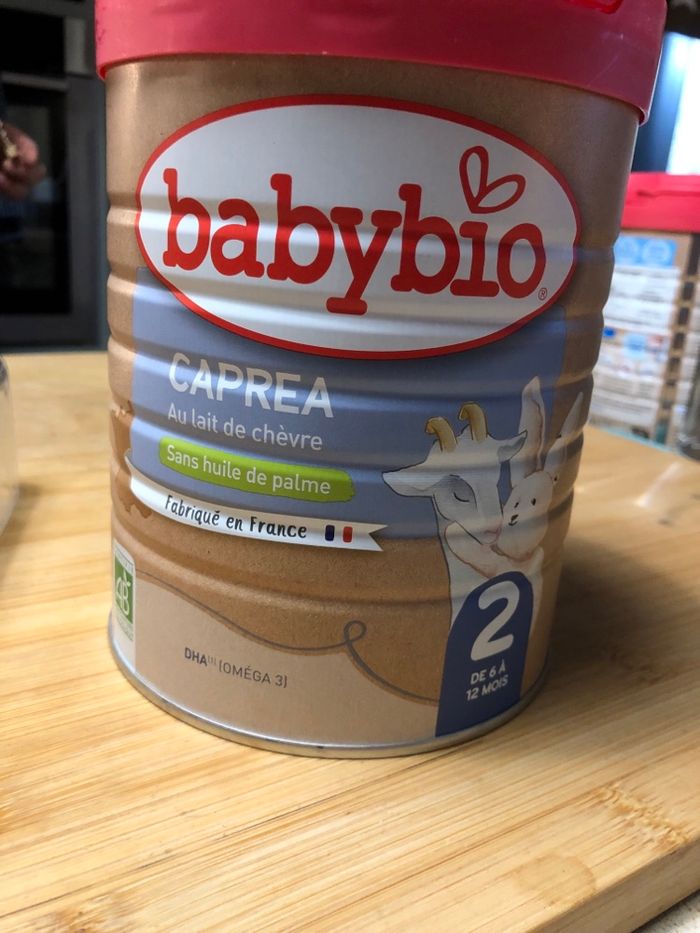 babybio®
CAPREA
Au lait de chèvre
Sans huile de palme
Fabriqué en France
AB
DHA⁽¹⁾ (OMÉGA 3)
2
DE 6 À
12 MOIS